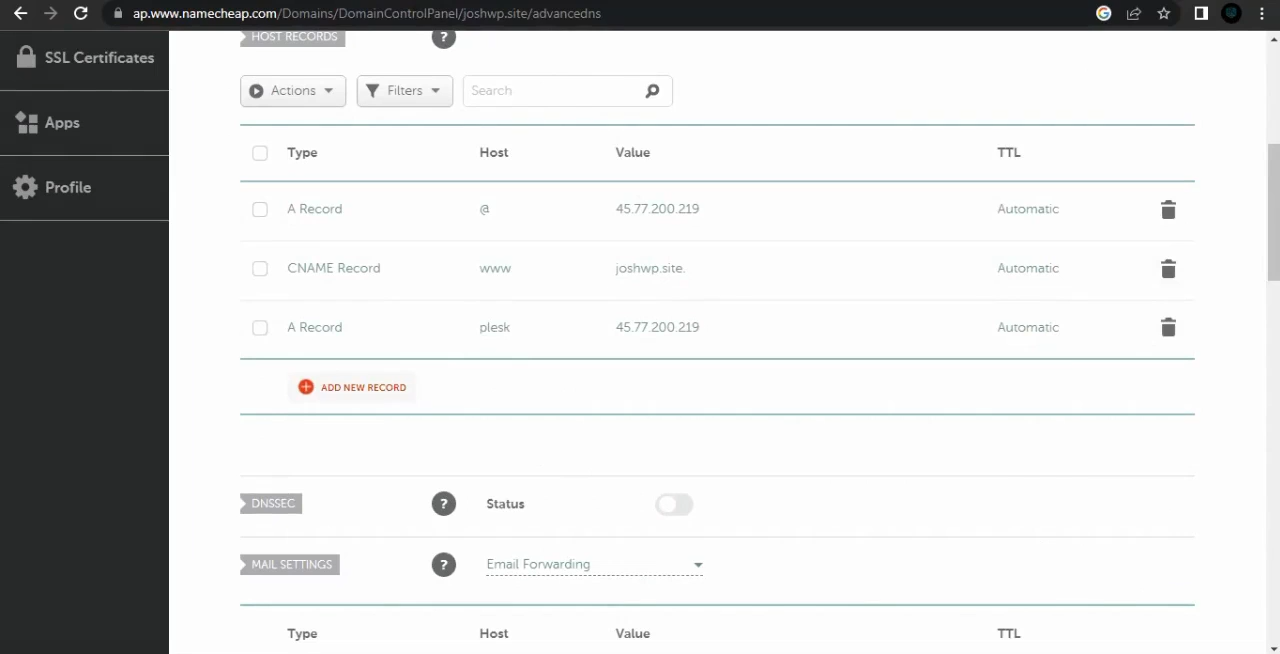 ap.www.namecheap.com/Domains/DomainControlPanel/joshwp.site/advancedns
SSL Certificates
Apps
Profile
HOST RECORDS ?
Actions Filters Search
Type Host Value TTL
A Record @ 45.77.200.219 Automatic
CNAME Record www joshwp.site. Automatic
A Record plesk 45.77.200.219 Automatic
ADD NEW RECORD
DNSSEC ? Status
MAIL SETTINGS ? Email Forwarding
Type Host Value TTL